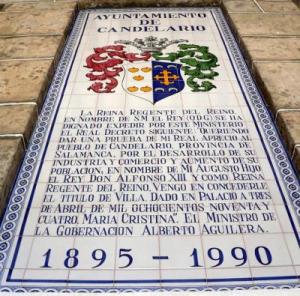 AYUNTAMIENTO DE
CANDELARIO
LA REINA REGENTE DEL REINO
EN NOMBRE DE S.M. EL REY (Q.D.G.) SE HA
DIGNADO EXPEDIR POR ESTE MINISTERIO
EL REAL DECRETO SIGUIENTE QUERIENDO
DAR UNA PRUEBA DE MI REAL APRECIO AL
PUEBLO DE CANDELARIO, PROVINCIA DE
SALAMANCA, POR EL DESARROLLO DE SU
INDUSTRIA Y COMERCIO Y AUMENTO DE SU
POBLACION, EN NOMBRE DE MI AUGUSTO HIJO
EL REY DON ALFONSO XIII Y COMO REINA
REGENTE DEL REINO, VENGO EN CONCEDERLE
EL TITULO DE VILLA. DADO EN PALACIO A TRES
DE ABRIL DE MIL OCHOCIENTOS NOVENTA Y
CUATRO. MARIA CRISTINA". EL MINISTRO DE
LA GOBERNACION ALBERTO AGUILERA.
1895 - 1990